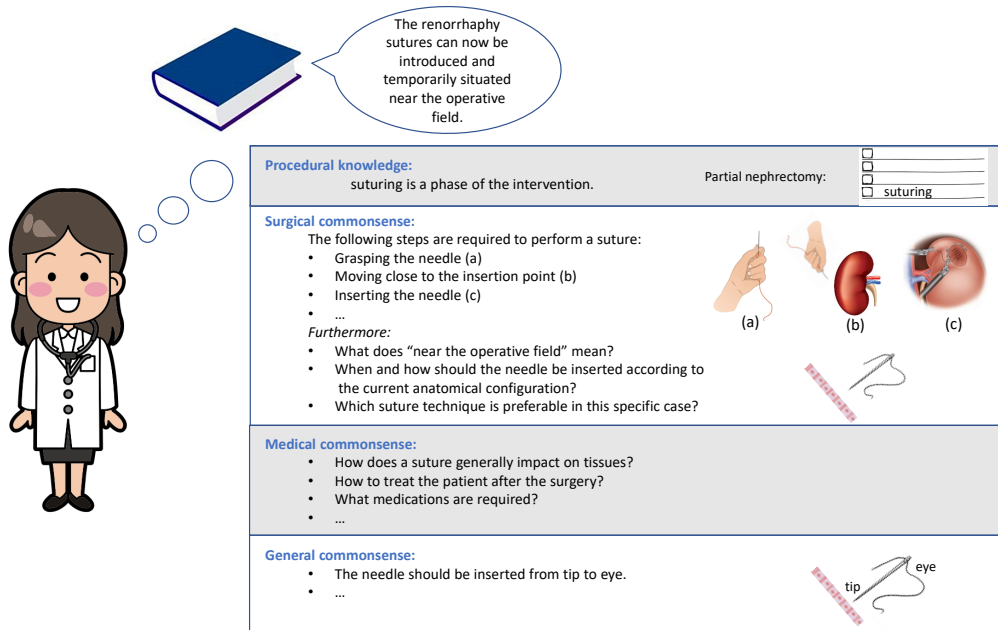 The renorrhaphy
sutures can now be
introduced and
temporarily situated
near the operative
field.
Procedural knowledge:
suturing is a phase of the intervention.
Partial nephrectomy:
suturing
Surgical commonsense:
The following steps are required to perform a suture:
• Grasping the needle (a)
• Moving close to the insertion point (b)
• Inserting the needle (c)
• …
(a)
(b)
(c)
Furthermore:
• What does “near the operative field” mean?
• When and how should the needle be inserted according to
the current anatomical configuration?
• Which suture technique is preferable in this specific case?
Medical commonsense:
• How does a suture generally impact on tissues?
• How to treat the patient after the surgery?
• What medications are required?
• …
General commonsense:
• The needle should be inserted from tip to eye.
• …
eye
tip